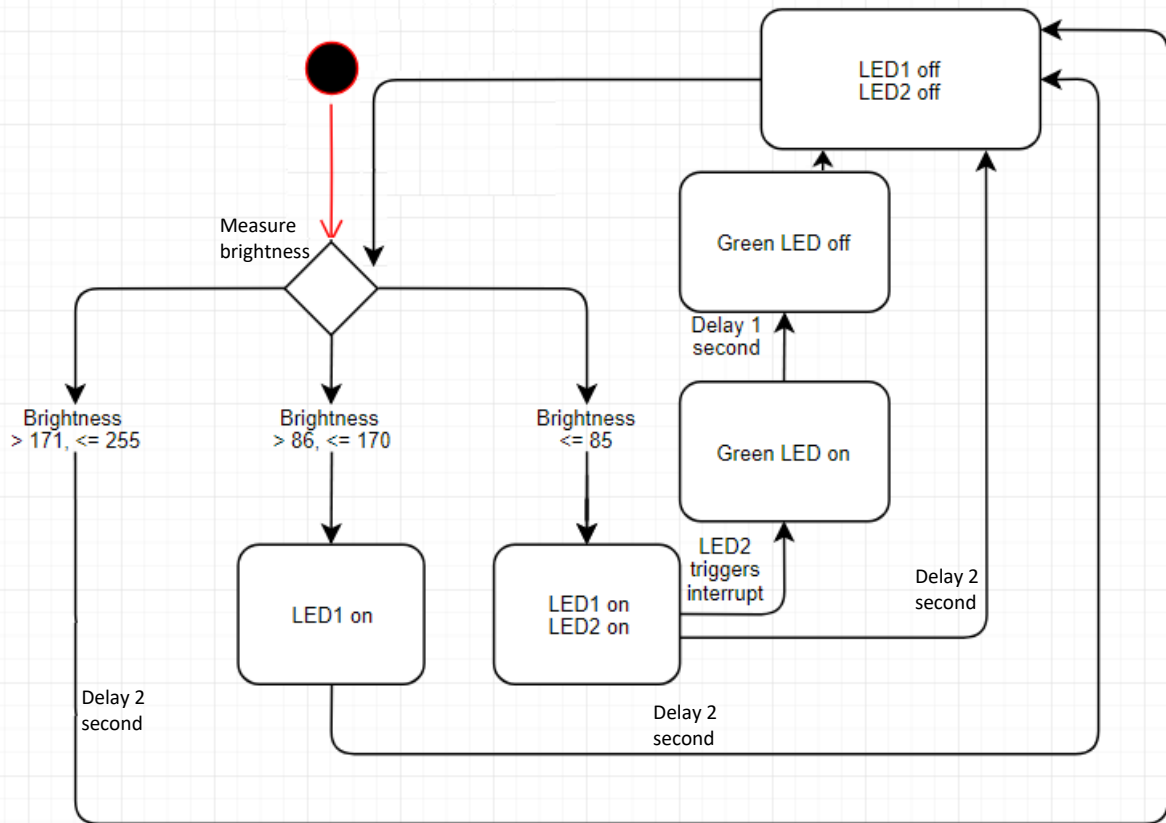 LED1 off
LED2 off
Measure
brightness
Green LED off
Delay 1
second
Brightness
> 171, <= 255
Brightness
> 86, <= 170
Brightness
<= 85
Green LED on
LED2
triggers
interrupt
Delay 2
second
LED1 on
LED1 on
LED2 on
Delay 2
second
Delay 2
second